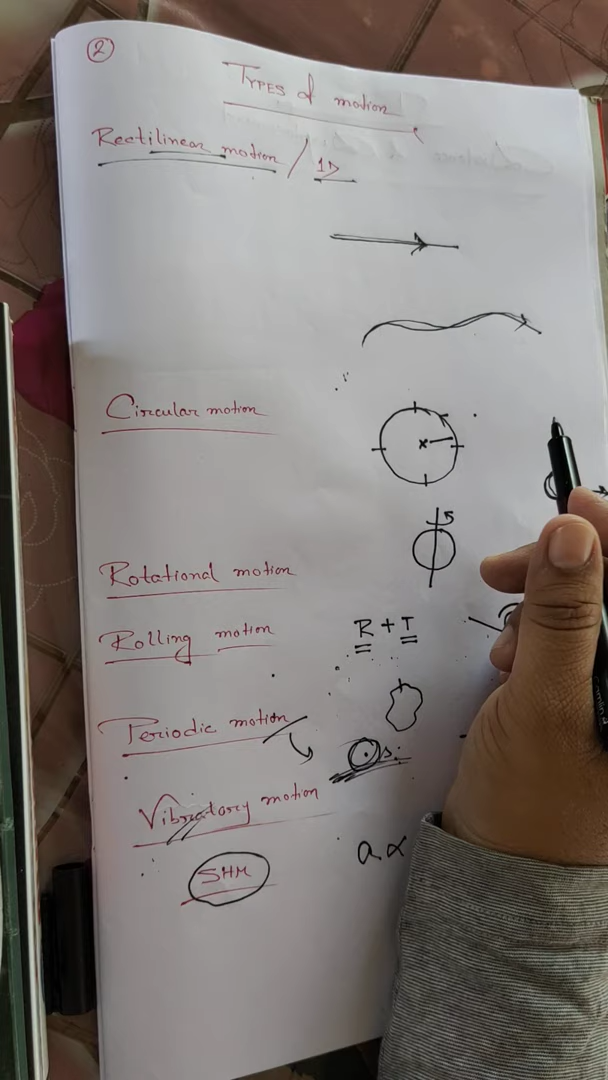 2
TYPES of motion
Rectilinear motion / 1D
Circular motion
Rotational motion
Rolling motion R + T
Periodic motion
Vibratory motion
SHM a ∝